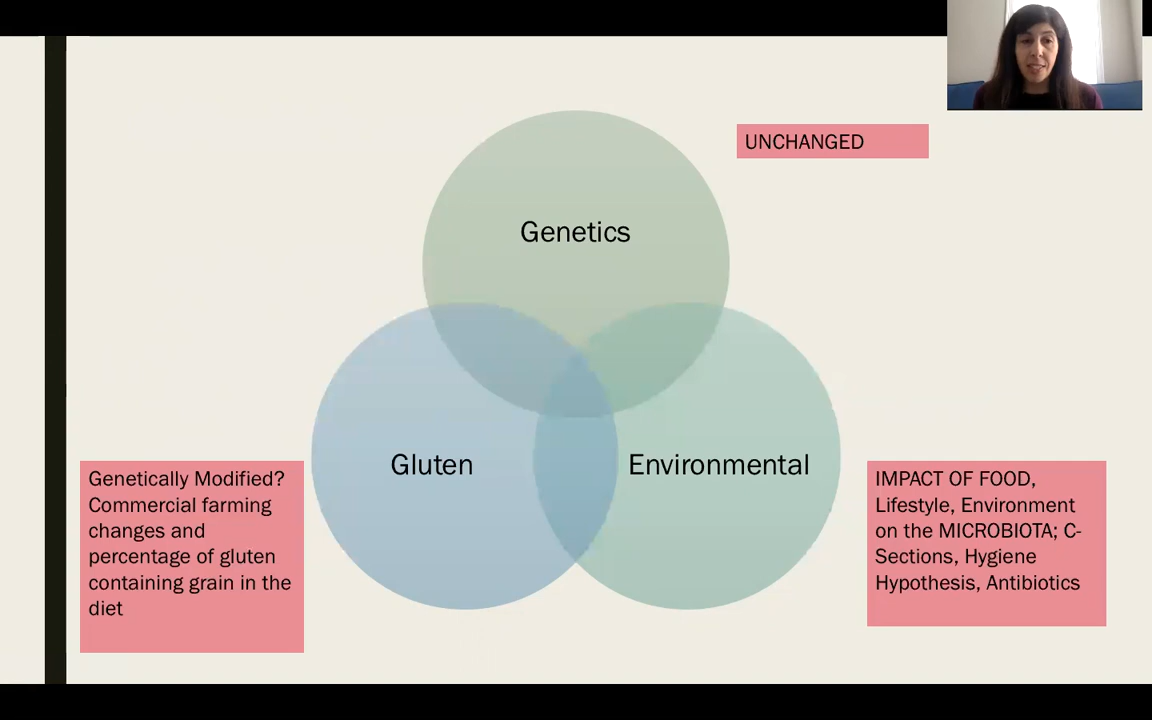 UNCHANGED
Genetics
Gluten
Environmental
Genetically Modified?
Commercial farming
changes and
percentage of gluten
containing grain in the
diet
IMPACT OF FOOD,
Lifestyle, Environment
on the MICROBIOTA; C-
Sections, Hygiene
Hypothesis, Antibiotics